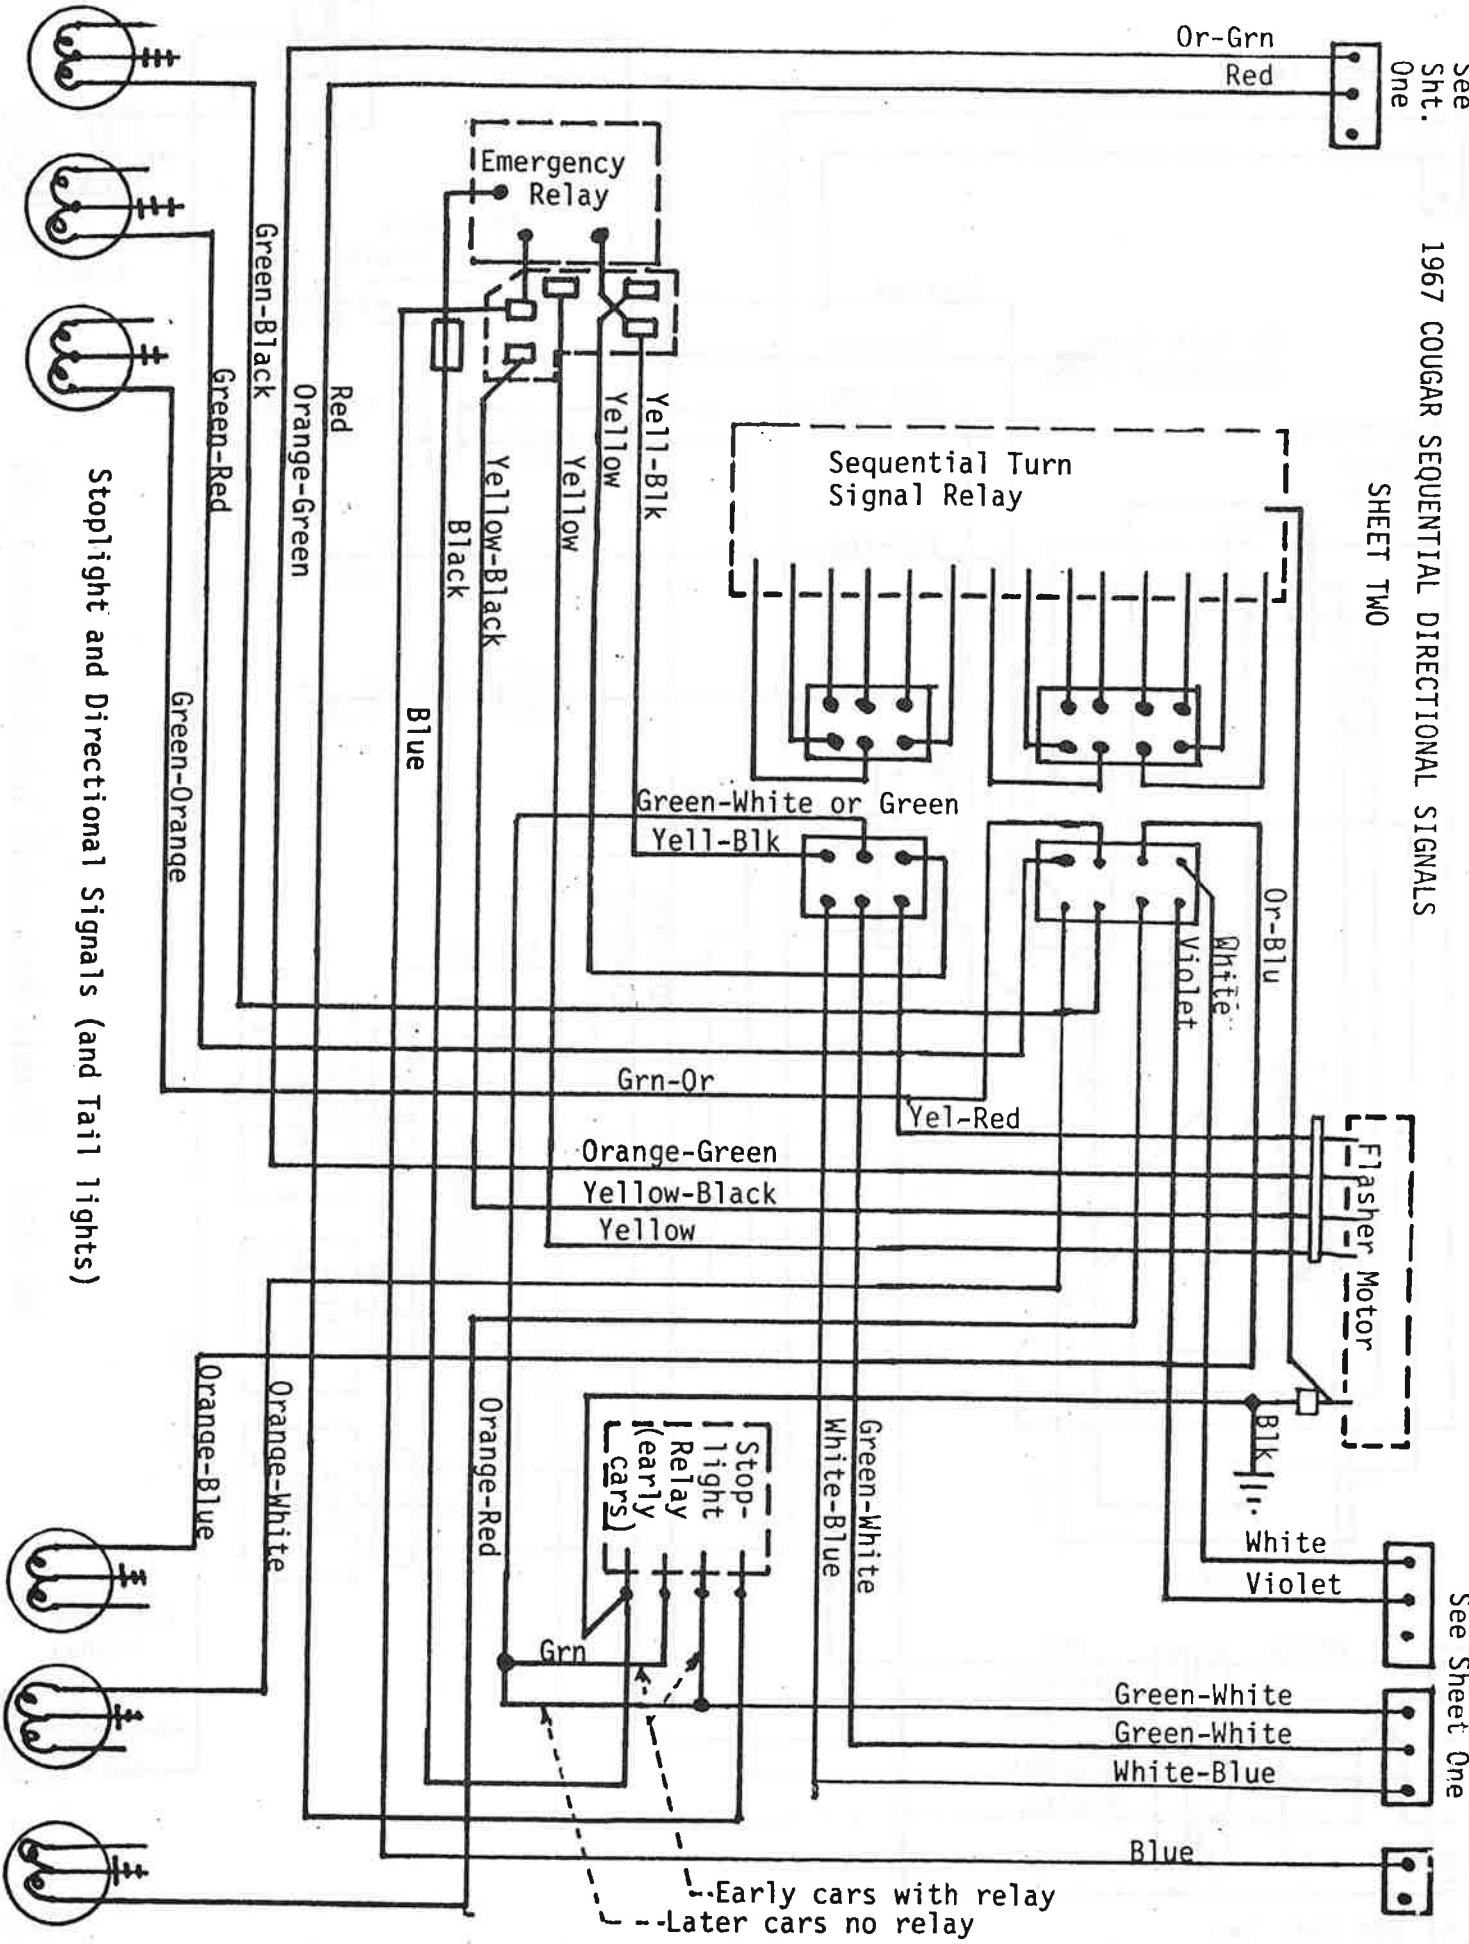 See
Sht.
One
1967 COUGAR SEQUENTIAL DIRECTIONAL SIGNALS
SHEET TWO
Or-Grn
Red
Emergency
Relay
Green-Black
Green-Red
Orange-Green
Red
Green-Orange
Yellow
Yell-Blk
Yellow
Yellow-Black
Black
Blue
Sequential Turn
Signal Relay
Green-White or Green
Yell-Blk
Or-Blu
White
Violet
Grn-Or
Yel-Red
Orange-Green
Yellow-Black
Yellow
Flasher Motor
Stoplight and Directional Signals (and Tail lights)
Orange-Blue
Orange-White
Orange-Red
Stop-
light
Relay
(early
cars)
Green-White
White-Blue
Blk
White
Violet
See Sheet One
Grn
Green-White
Green-White
White-Blue
Blue
Early cars with relay
Later cars no relay